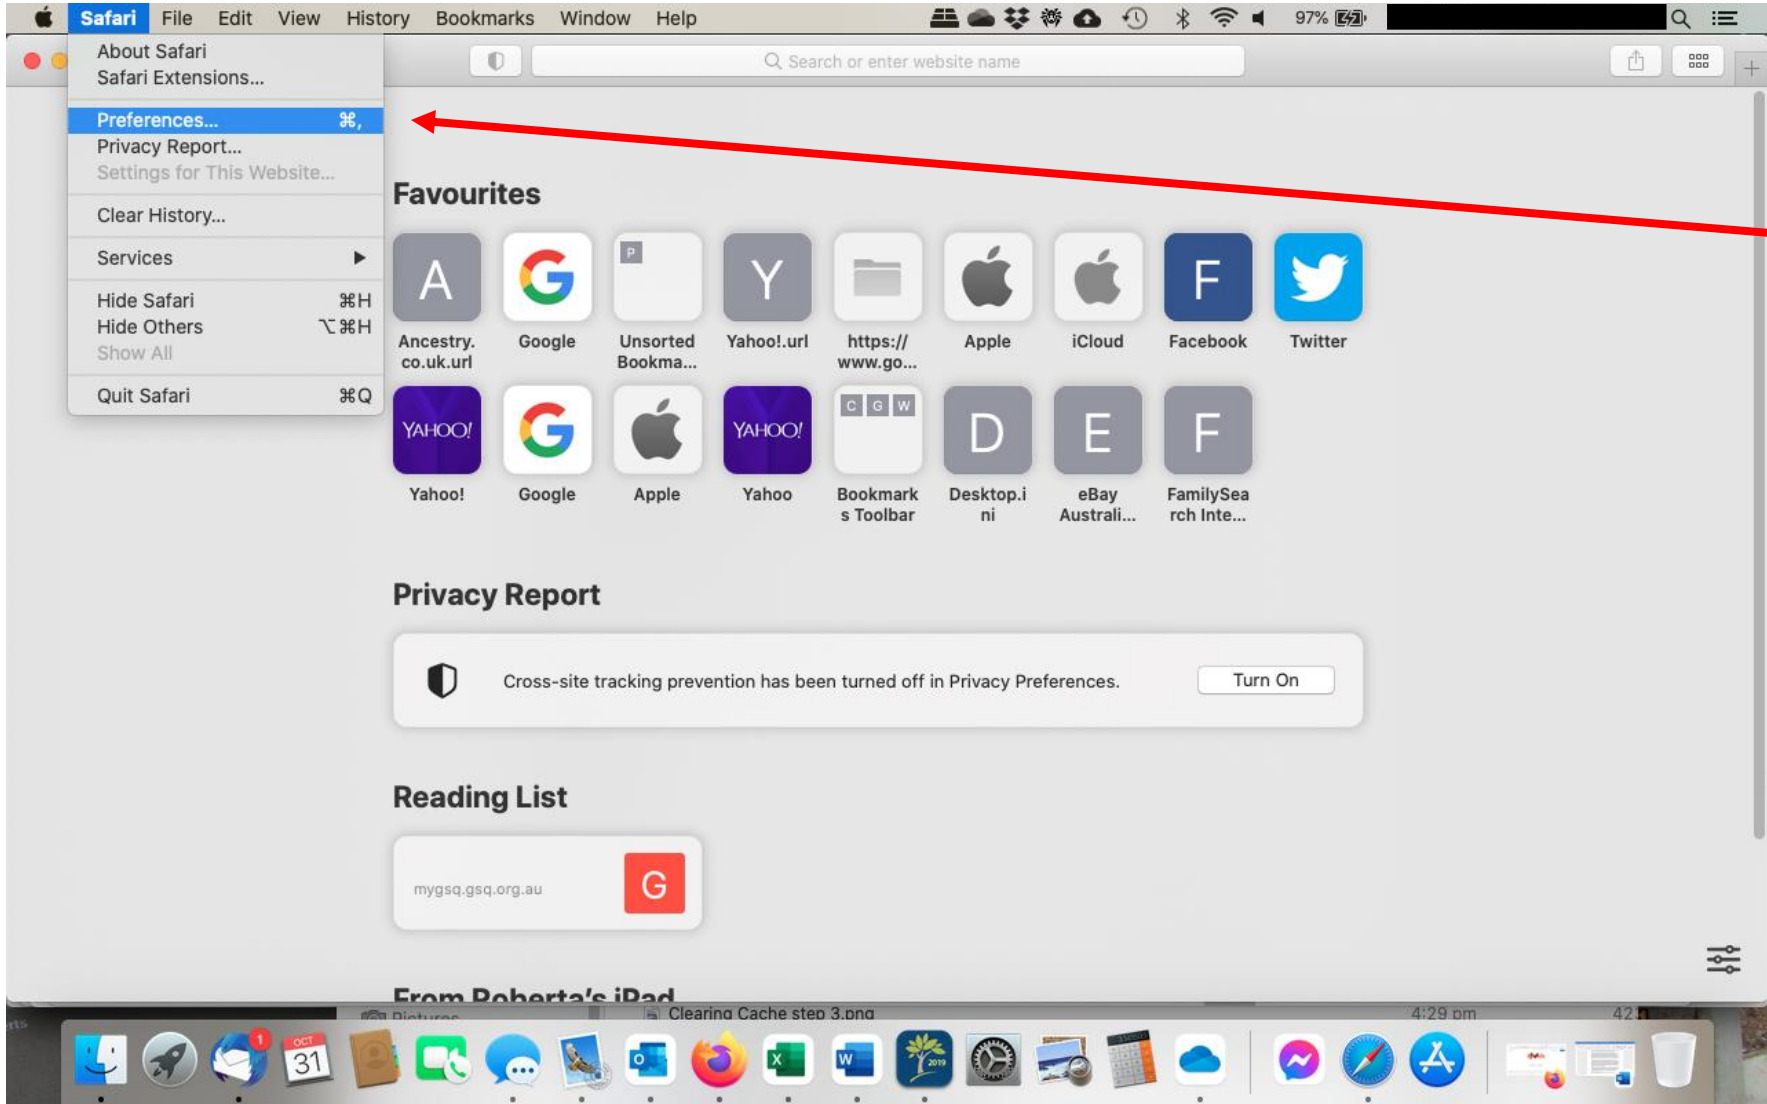 Safari File Edit View History Bookmarks Window Help 97%
About Safari
Safari Extensions...
Preferences... ⌘,
Privacy Report...
Settings for This Website...
Clear History...
Services ▶
Hide Safari ⌘H
Hide Others ⌥⌘H
Show All
Quit Safari ⌘Q
Search or enter website name
Favourites
A P Y F
Ancestry. Google Unsorted Yahoo!.url https:// Apple iCloud Facebook Twitter
co.uk.url Bookma... www.go...
YAHOO! YAHOO! C G W D E F
Yahoo! Google Apple Yahoo Bookmark Desktop.i eBay FamilySea
s Toolbar ni Australi... rch Inte...
Privacy Report
Cross-site tracking prevention has been turned off in Privacy Preferences. Turn On
Reading List
mygsq.gsq.org.au G
From Roberta's iPad
Pictures Clearing Cache step 3.png 4:29 pm
1 OCT
31 o X W 2019